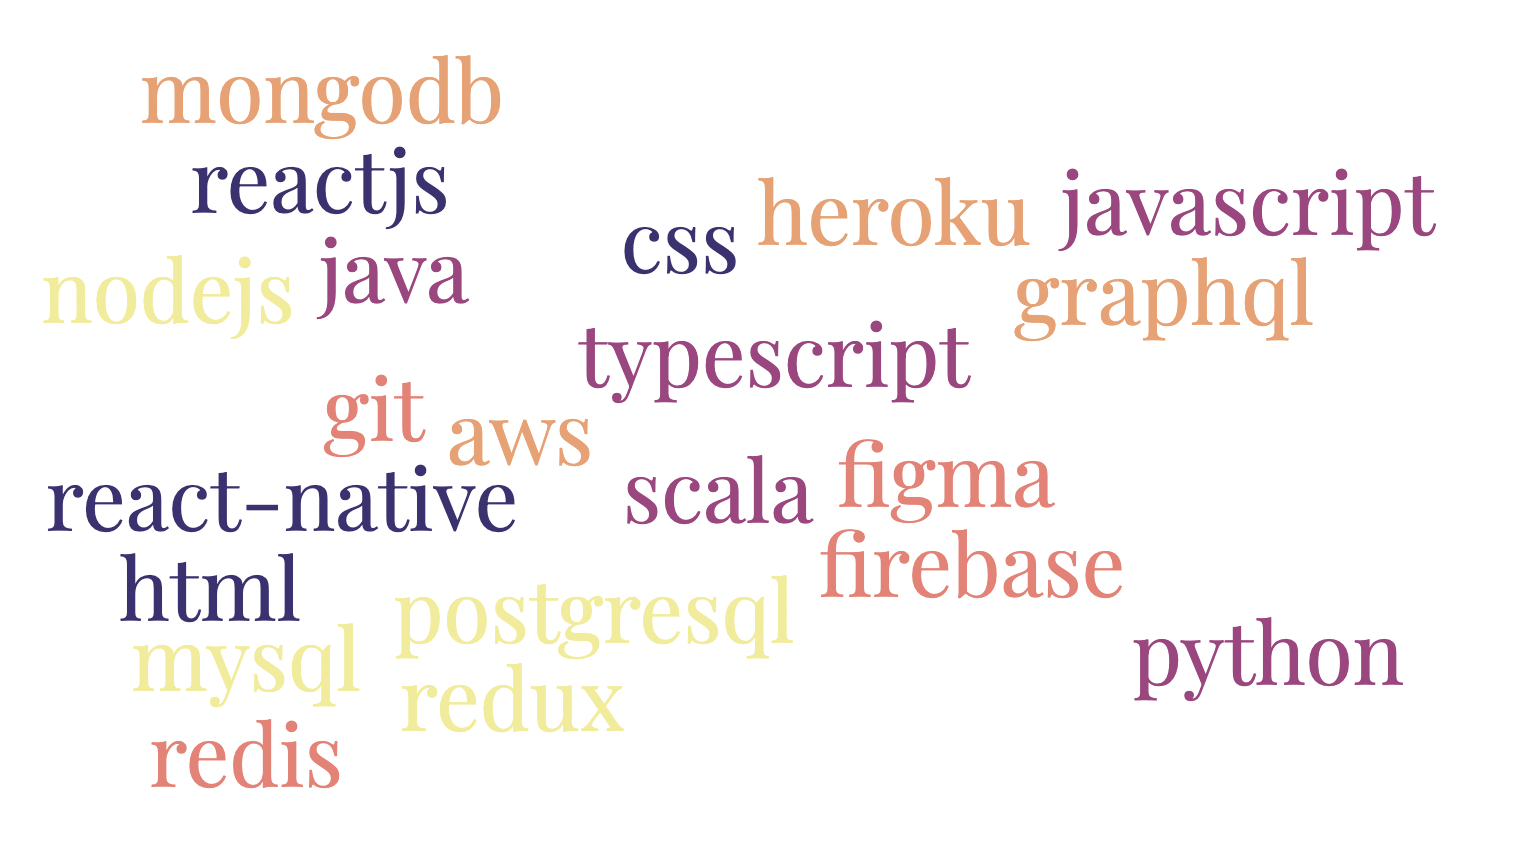 mongodb
reactjs
css heroku javascript
nodejs java
graphql
typescript
git aws
react-native scala figma
html firebase
mysql postgresql
python
redis redux